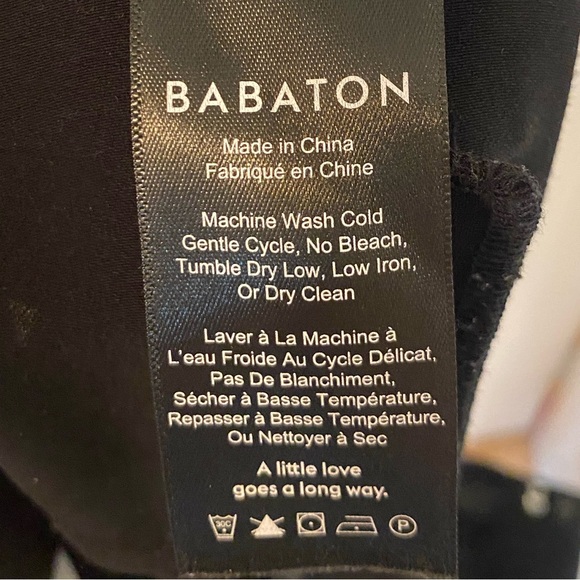 BABATON
Made in China
Fabriqué en Chine
Machine Wash Cold
Gentle Cycle, No Bleach,
Tumble Dry Low, Low Iron,
Or Dry Clean
Laver à La Machine à
L'eau Froide Au Cycle Délicat,
Pas De Blanchiment,
Sécher à Basse Température,
Repasser à Basse Température,
Ou Nettoyer à Sec
A little love
goes a long way.
30C P